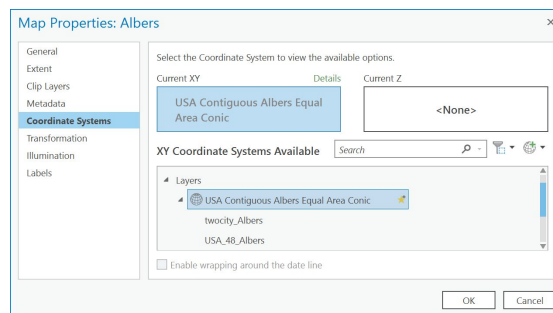 Map Properties: Albers
General
Extent
Clip Layers
Metadata
Coordinate Systems
Transformation
Illumination
Labels
Select the Coordinate System to view the available options.
Current XY Details Current Z
USA Contiguous Albers Equal
Area Conic
<None>
XY Coordinate Systems Available Search
Layers
USA Contiguous Albers Equal Area Conic
twocity_Albers
USA_48_Albers
Enable wrapping around the date line
OK Cancel